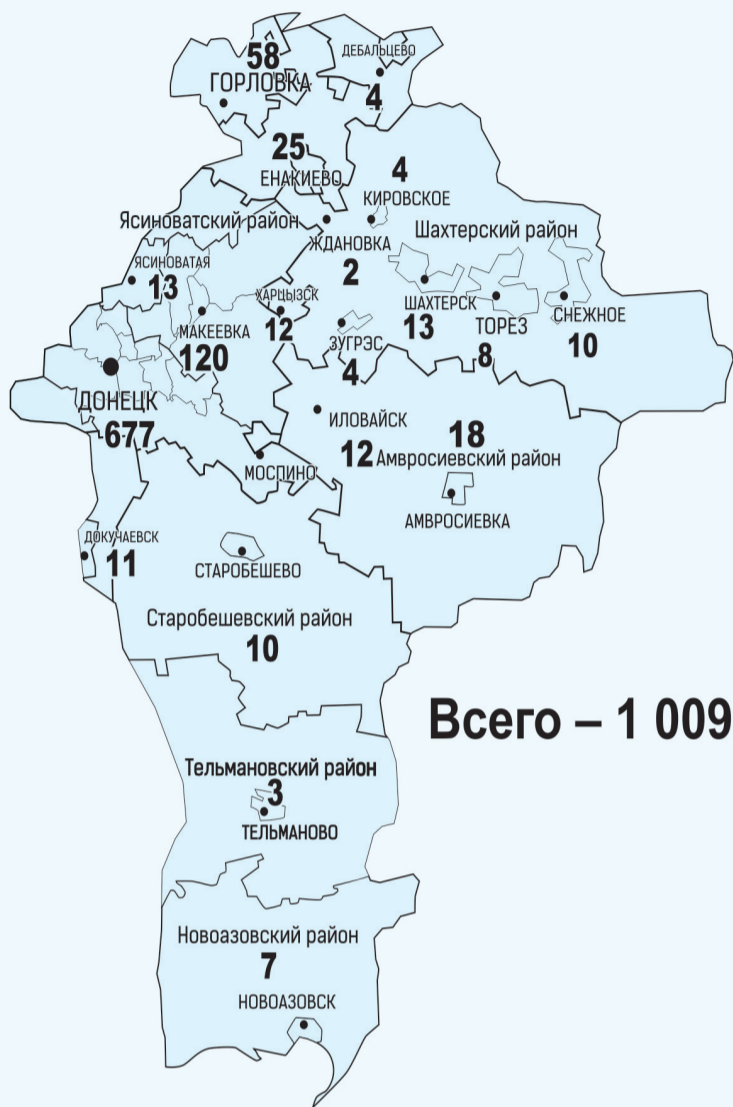 58
ГОРЛОВКА
ДЕБАЛЬЦЕВО
4
25
ЕНАКИЕВО
4
КИРОВСКОЕ
Ясиноватский район
ЖДАНОВКА
2
Шахтерский район
ЯСИНОВАТАЯ
13
МАКЕЕВКА
120
ХАРЦЫЗСК
12
ЗУГРЭС
4
ШАХТЕРСК
13
ТОРЕЗ
8
СНЕЖНОЕ
10
ДОНЕЦК
677
МОСПИНО
ИЛОВАЙСК
12
18
Амвросиевский район
АМВРОСИЕВКА
ДОКУЧАЕВСК
11
СТАРОБЕШЕВО
Старобешевский район
10
Всего – 1 009
Тельмановский район
3
ТЕЛЬМАНОВО
Новоазовский район
7
НОВОАЗОВСК